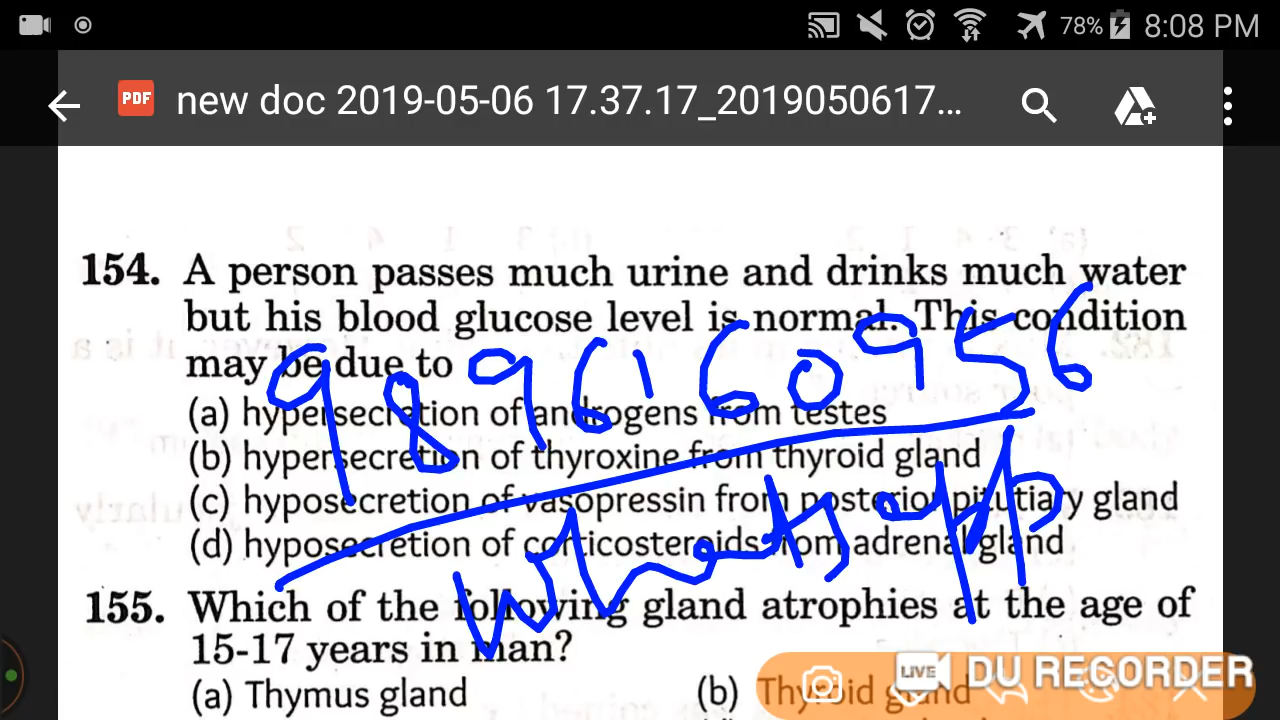 78% 8:08 PM
PDF new doc 2019-05-06 17.37.17_2019050617...
154. A person passes much urine and drinks much water
but his blood glucose level is normal. This condition
may be due to
9896160956
(a) hypersecretion of androgens from testes
(b) hypersecretion of thyroxine from thyroid gland
(c) hyposecretion of vasopressin from posterior pituitiary gland
(d) hyposecretion of corticosteroids from adrenal gland
Whats app
155. Which of the following gland atrophies at the age of
15-17 years in man?
(a) Thymus gland (b) Thyroid gland
LIVE DU RECORDER